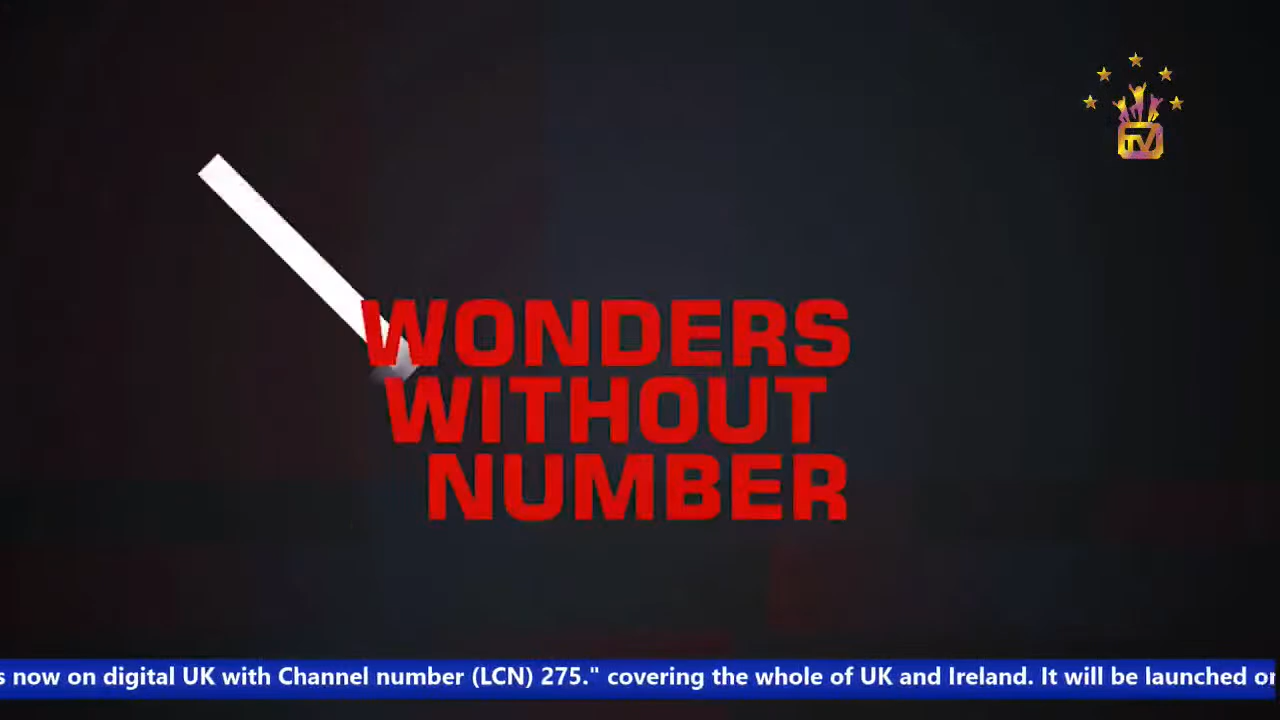 TV
WONDERS
WITHOUT
NUMBER
now on digital UK with Channel number (LCN) 275." covering the whole of UK and Ireland. It will be launched